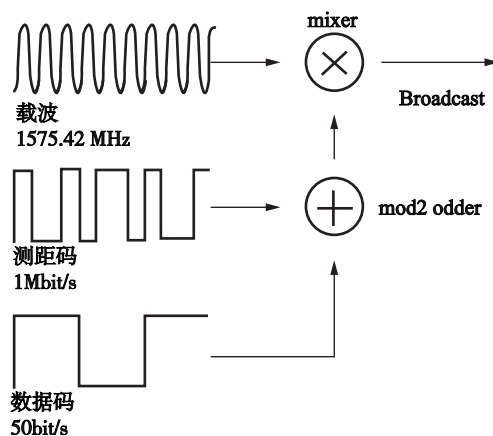 mixer
载波
1575.42 MHz
Broadcast
测距码
1Mbit/s
mod2 odder
数据码
50bit/s